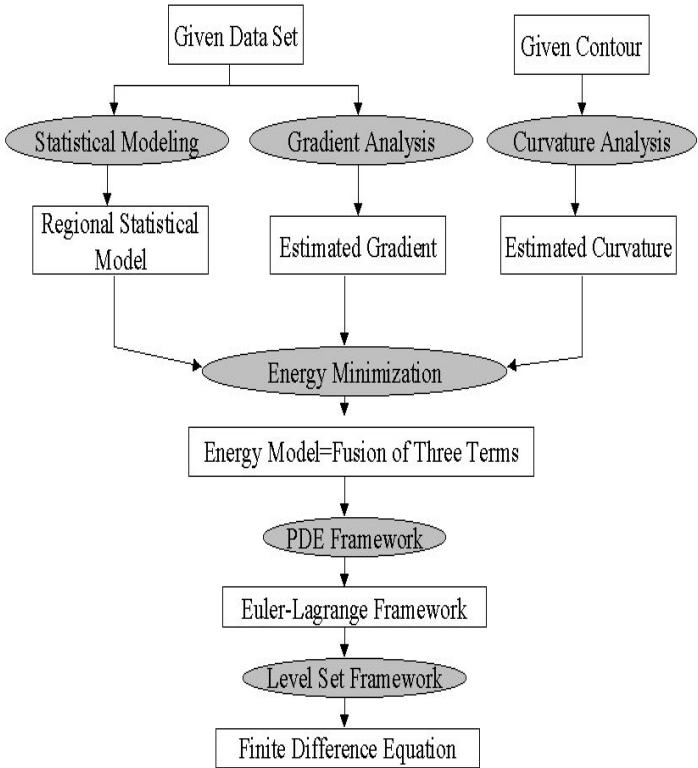 Given Data Set
Given Contour
Statistical Modeling
Gradient Analysis
Curvature Analysis
Regional Statistical
Model
Estimated Gradient
Estimated Curvature
Energy Minimization
Energy Model=Fusion of Three Terms
PDE Framework
Euler-Lagrange Framework
Level Set Framework
Finite Difference Equation